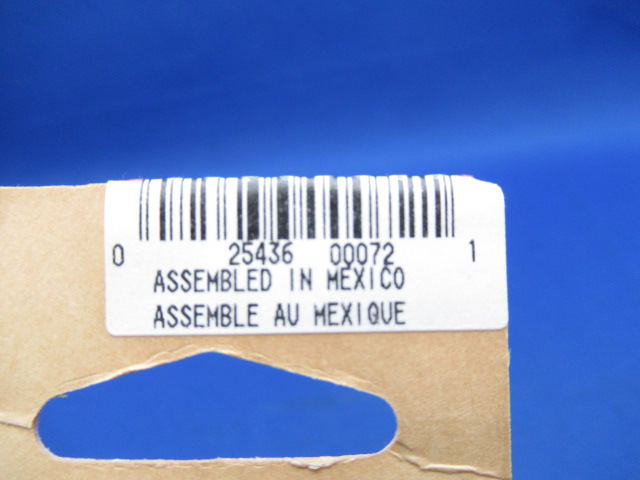 0 25436 00072 1
ASSEMBLED IN MEXICO
ASSEMBLE AU MEXIQUE